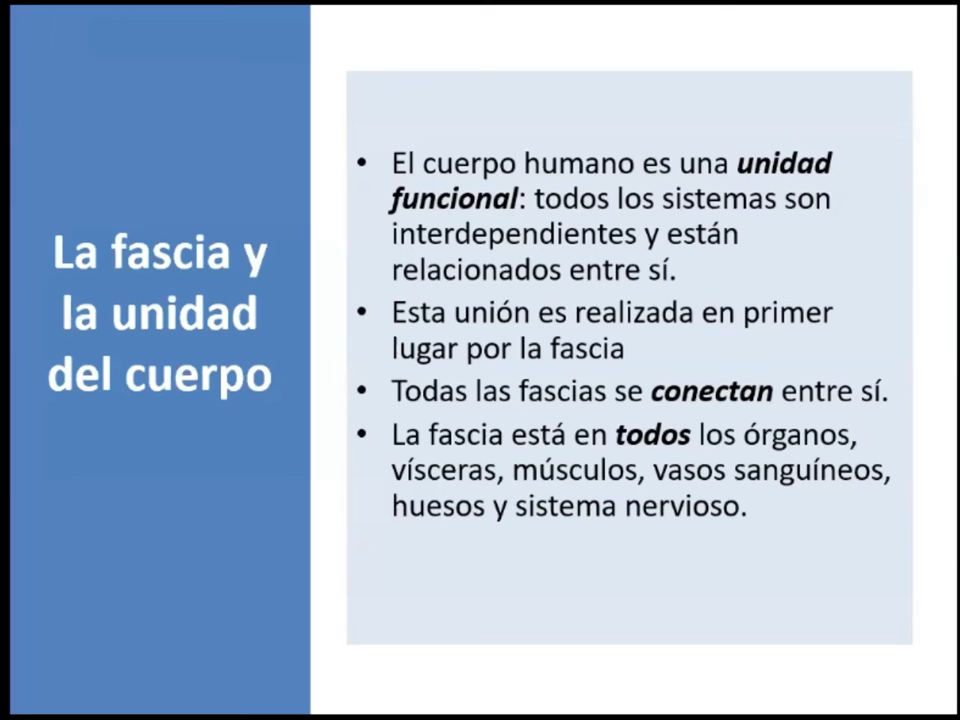 La fascia y
la unidad
del cuerpo
• El cuerpo humano es una unidad
funcional: todos los sistemas son
interdependientes y están
relacionados entre sí.
• Esta unión es realizada en primer
lugar por la fascia
• Todas las fascias se conectan entre sí.
• La fascia está en todos los órganos,
vísceras, músculos, vasos sanguíneos,
huesos y sistema nervioso.